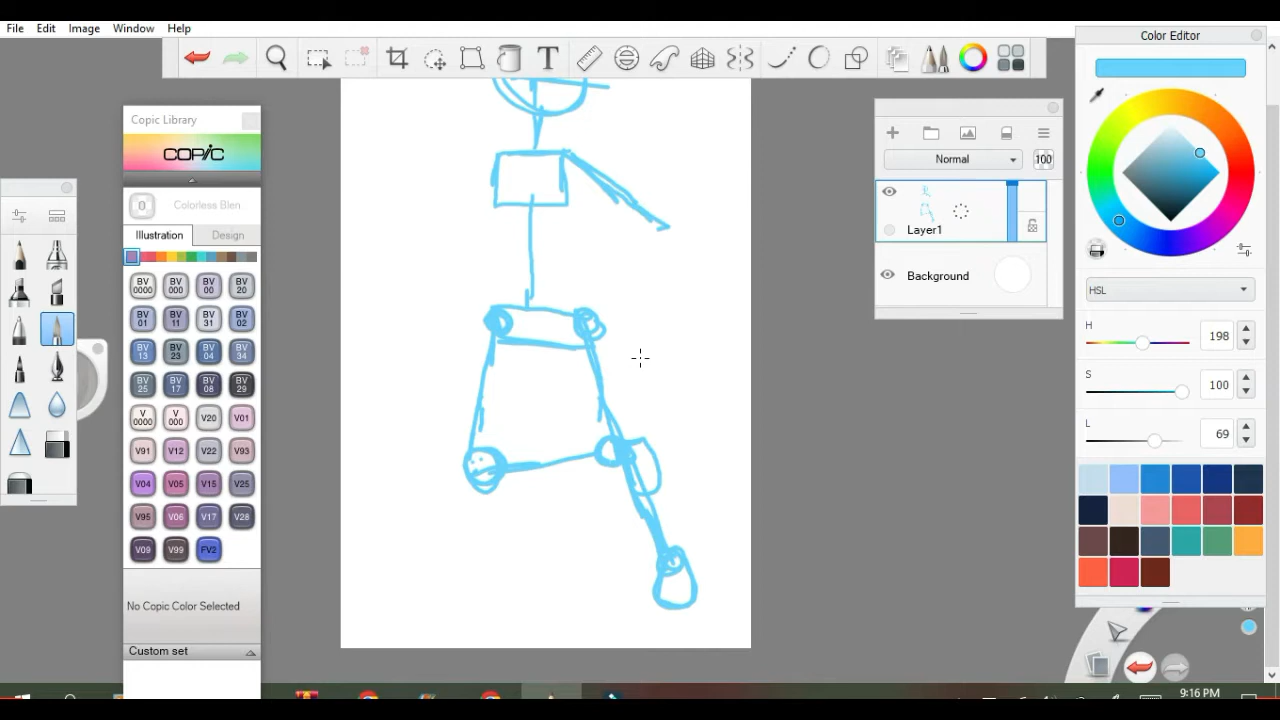 File Edit Image Window Help
T
Color Editor
Copic Library
COPIC
0 Colorless Blen
Illustration Design
BV 0000 BV 000 BV 00 BV 20
BV 01 BV 11 BV 31 BV 02
BV 13 BV 23 BV 04 BV 34
BV 25 BV 17 BV 08 BV 29
V 0000 V 000 V20 V01
V91 V12 V22 V93
V04 V05 V15 V25
V95 V06 V17 V28
V09 V99 FV2
No Copic Color Selected
Custom set
Normal 100
Layer1
Background
HSL
H 198
S 100
L 69
9:16 PM